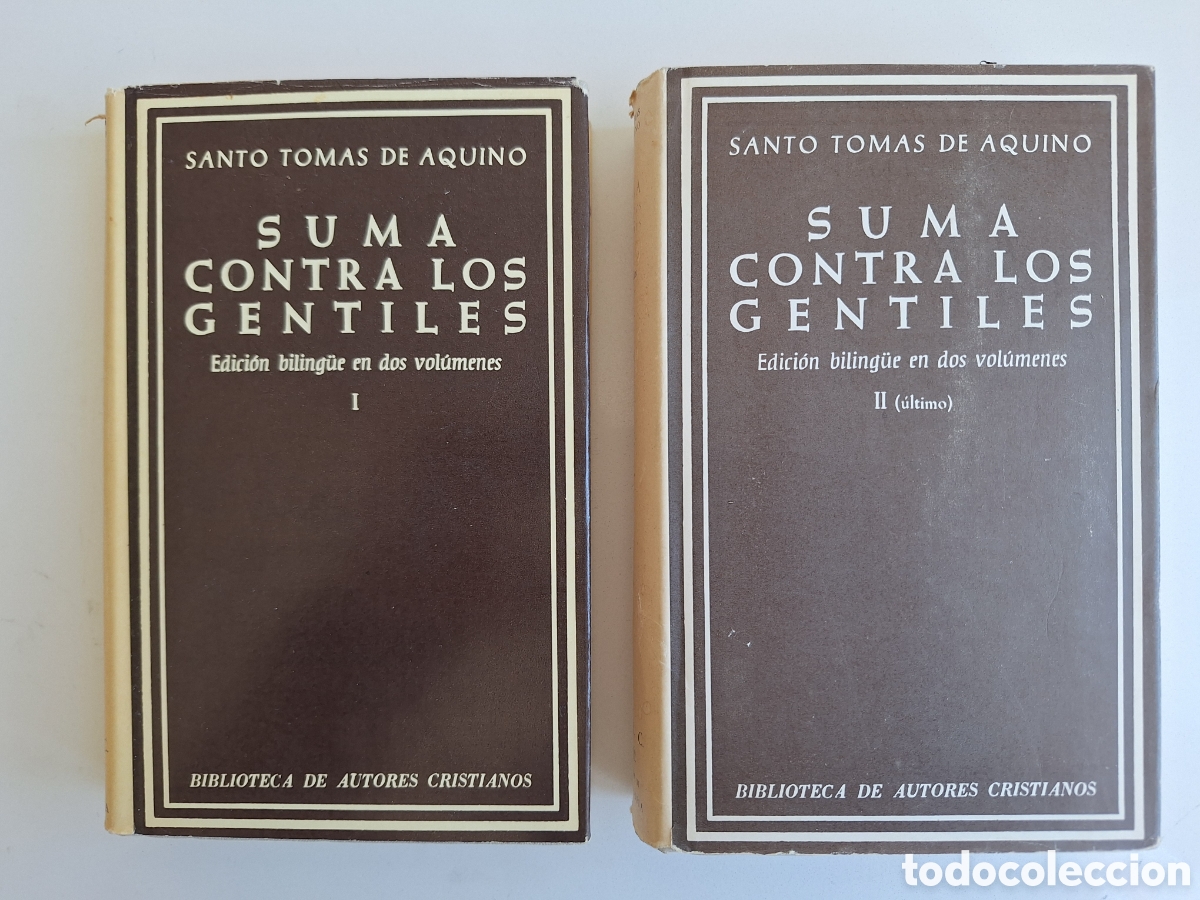 SANTO TOMAS DE AQUINO
SUMA
CONTRA LOS
GENTILES
Edición bilingüe en dos volúmenes
I
BIBLIOTECA DE AUTORES CRISTIANOS
SANTO TOMAS DE AQUINO
SUMA
CONTRA LOS
GENTILES
Edición bilingüe en dos volúmenes
II (último)
BIBLIOTECA DE AUTORES CRISTIANOS
todocoleccion